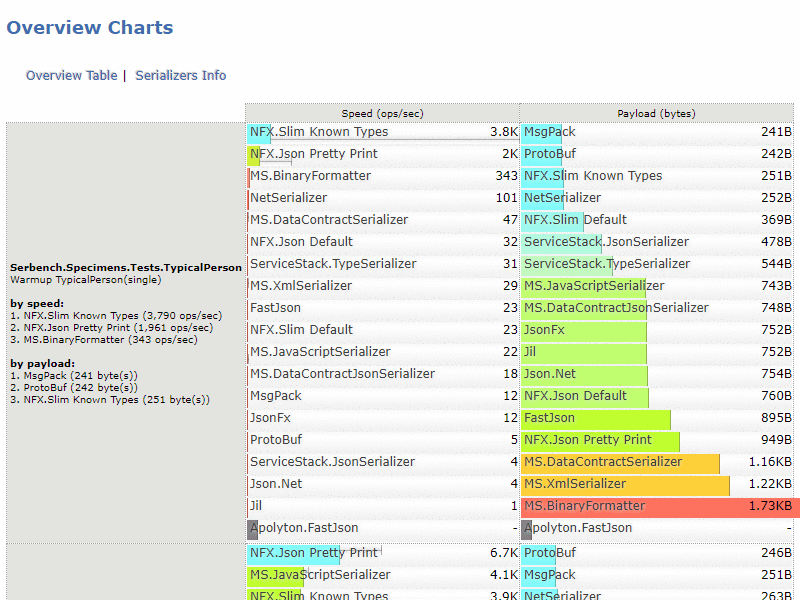 Overview Charts
Overview Table | Serializers Info
Speed (ops/sec) Payload (bytes)
Serbench.Specimens.Tests.TypicalPerson
Warmup TypicalPerson(single)
by speed:
1. NFX.Slim Known Types (3,790 ops/sec)
2. NFX.Json Pretty Print (1,961 ops/sec)
3. MS.BinaryFormatter (343 ops/sec)
by payload:
1. MsgPack (241 byte(s))
2. ProtoBuf (242 byte(s))
3. NFX.Slim Known Types (251 byte(s))
NFX.Slim Known Types 3.8K MsgPack 241B
NFX.Json Pretty Print 2K ProtoBuf 242B
MS.BinaryFormatter 343 NFX.Slim Known Types 251B
NetSerializer 101 NetSerializer 252B
MS.DataContractSerializer 47 NFX.Slim Default 369B
NFX.Json Default 32 ServiceStack.JsonSerializer 478B
ServiceStack.TypeSerializer 31 ServiceStack.TypeSerializer 544B
MS.XmlSerializer 29 MS.JavaScriptSerializer 743B
FastJson 23 MS.DataContractJsonSerializer 748B
NFX.Slim Default 23 JsonFx 752B
MS.JavaScriptSerializer 22 Jil 752B
MS.DataContractJsonSerializer 18 Json.Net 754B
MsgPack 12 NFX.Json Default 760B
JsonFx 12 FastJson 895B
ProtoBuf 5 NFX.Json Pretty Print 949B
ServiceStack.JsonSerializer 4 MS.DataContractSerializer 1.16KB
Json.Net 4 MS.XmlSerializer 1.22KB
Jil 1 MS.BinaryFormatter 1.73KB
Apolyton.FastJson - Apolyton.FastJson -
NFX.Json Pretty Print 6.7K ProtoBuf 246B
MS.JavaScriptSerializer 4.1K MsgPack 251B
NFX.Slim Known Types 3.9K NetSerializer 263B